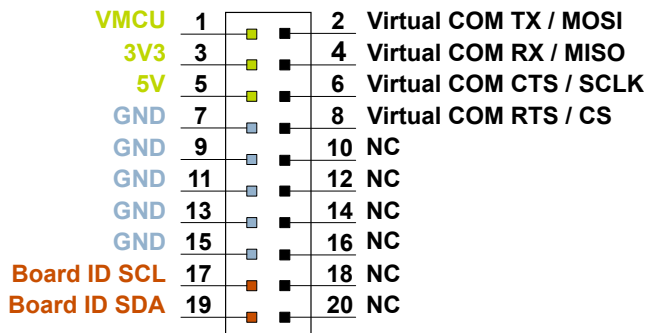 VMCU 1 2 Virtual COM TX / MOSI
3V3 3 4 Virtual COM RX / MISO
5V 5 6 Virtual COM CTS / SCLK
GND 7 8 Virtual COM RTS / CS
GND 9 10 NC
GND 11 12 NC
GND 13 14 NC
GND 15 16 NC
Board ID SCL 17 18 NC
Board ID SDA 19 20 NC